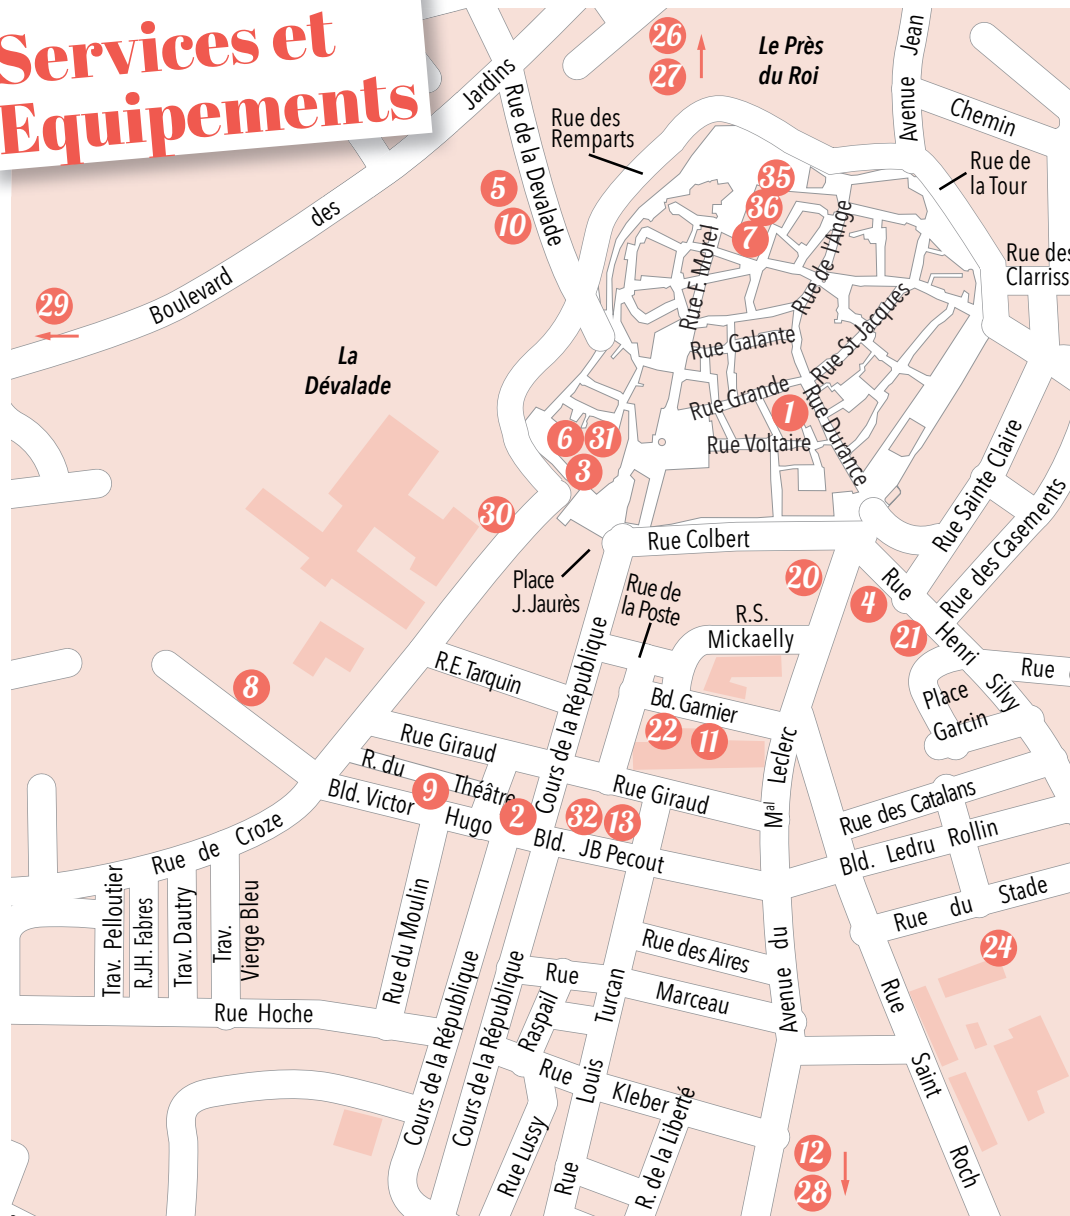 Services et
Equipements
26
27
Le Près
du Roi
Avenue Jean
Chemin
Rue de
la Tour
Rue des
Clarriss
Jardins
des
Boulevard
Rue de la Devalade
Rue des
Remparts
5
10
29
35
36
7
Rue F. Morel
Rue de l'Ange
Rue St Jacques
Rue Galante
Rue Grande
1
Rue Durance
Rue Voltaire
La
Dévalade
6
31
3
30
Rue Sainte Claire
Rue des Casements
Rue Colbert
Place
J. Jaurès
Rue de
la Poste
20
R.S.
Mickaelly
4
21
Rue Henri Silvy
Rue
Place
Garcin
8
R.E. Tarquin
Cours de la République
Bd. Garnier
22
11
Mal Leclerc
Rue Giraud
R. du Théâtre
Bld. Victor Hugo
9
2
32
13
Rue Giraud
Bld. JB Pecout
Rue des Catalans
Bld. Ledru Rollin
Rue du Stade
24
Rue de Croze
Trav. Pelloutier
R.JH. Fabres
Trav. Dautry
Trav.
Vierge Bleu
Rue du Moulin
Rue Hoche
Cours de la République
Cours de la République
Rue des Aires
Rue Marceau
Raspail
Rue Louis Turcan
Avenue du
Rue Kleber
Rue Lussy
R. de la Liberté
Rue Saint Roch
12
28